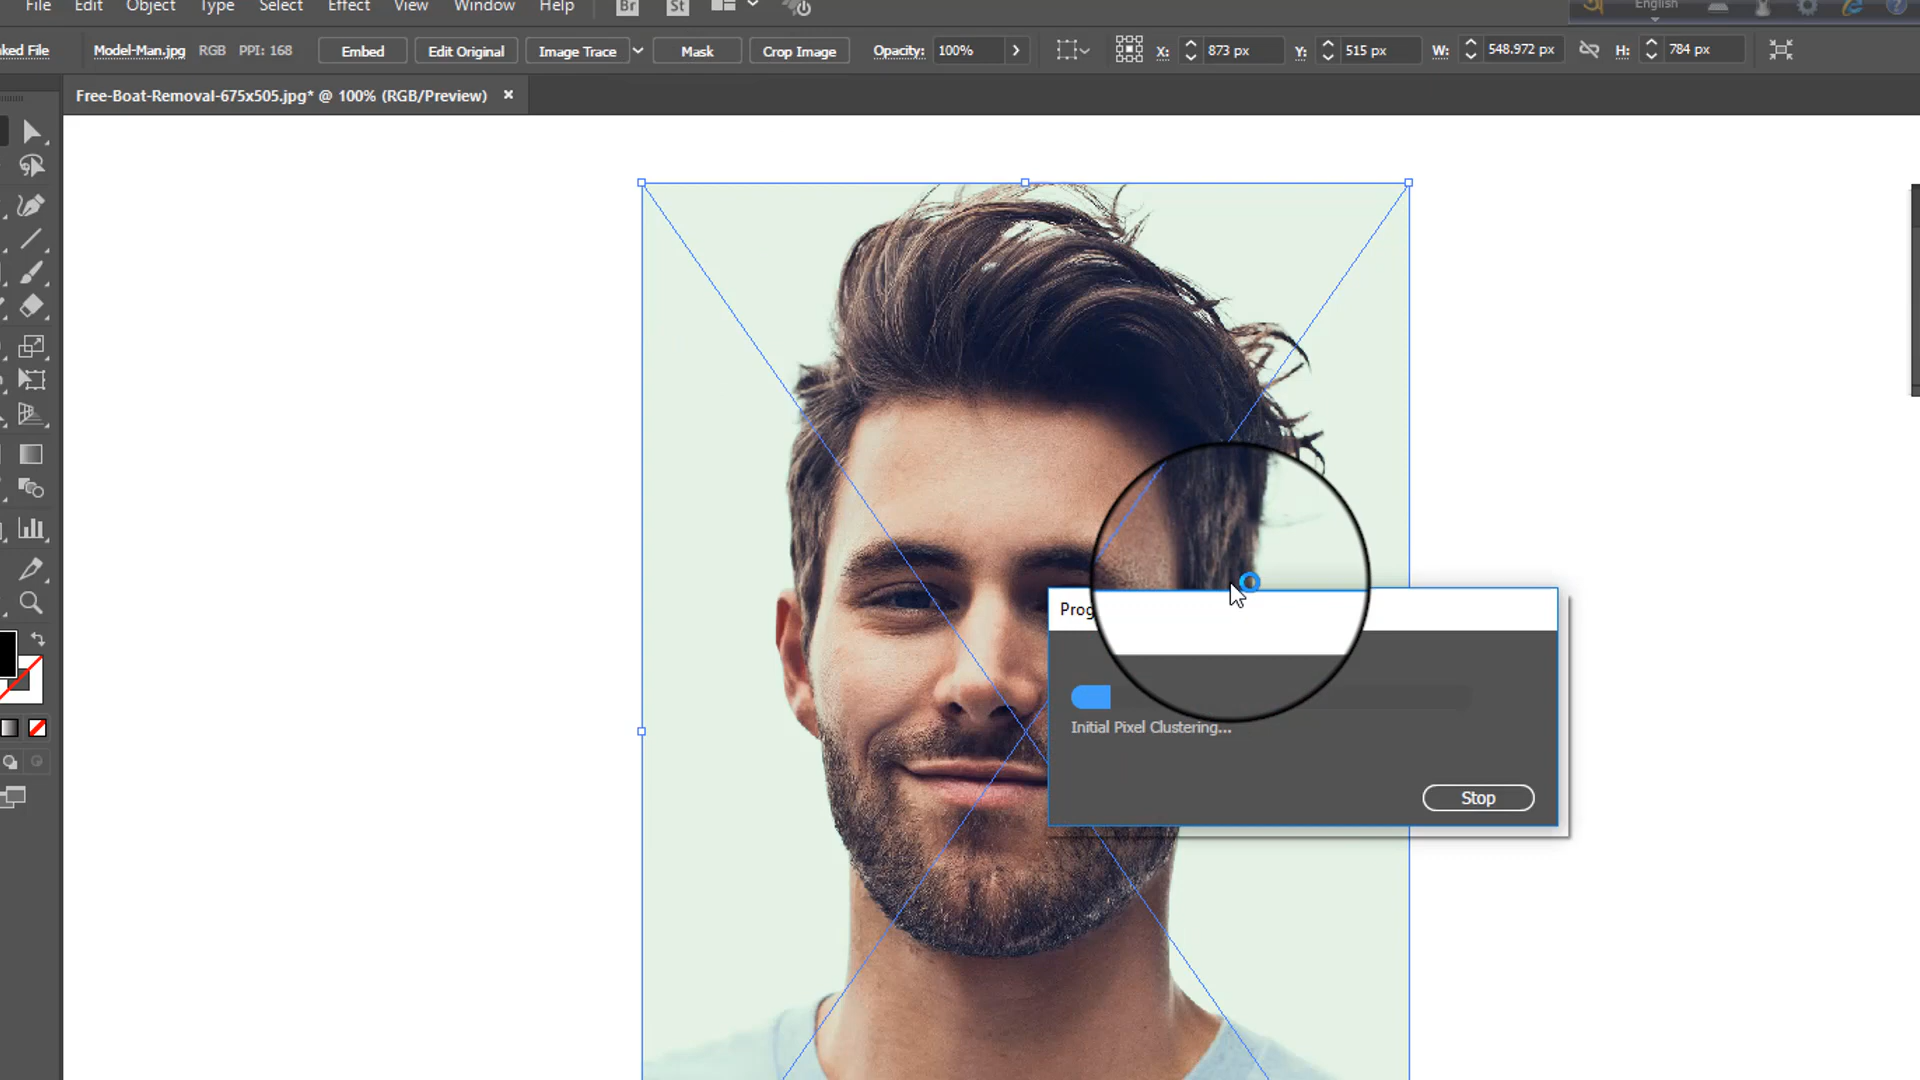 File Edit Object Type Select Effect View Window Help Br St English
ked File Model-Man.jpg RGB PPI: 168 Embed Edit Original Image Trace Mask Crop Image Opacity: 100% X: 873 px Y: 515 px W: 548.972 px H: 784 px
Free-Boat-Removal-675x505.jpg* @ 100% (RGB/Preview) ×
Prog
Initial Pixel Clustering...
Stop